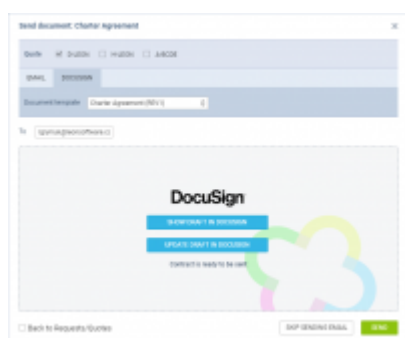 Send document: Charter Agreement
Quote
EMAIL DOCUSIGN
Document template Charter Agreement (REV1)
To
DocuSign
SHOW DRAFT IN DOCUSIGN
UPDATE DRAFT IN DOCUSIGN
Contract is ready to be sent
Back to Requests/Quotes SKIP SENDING EMAIL SEND